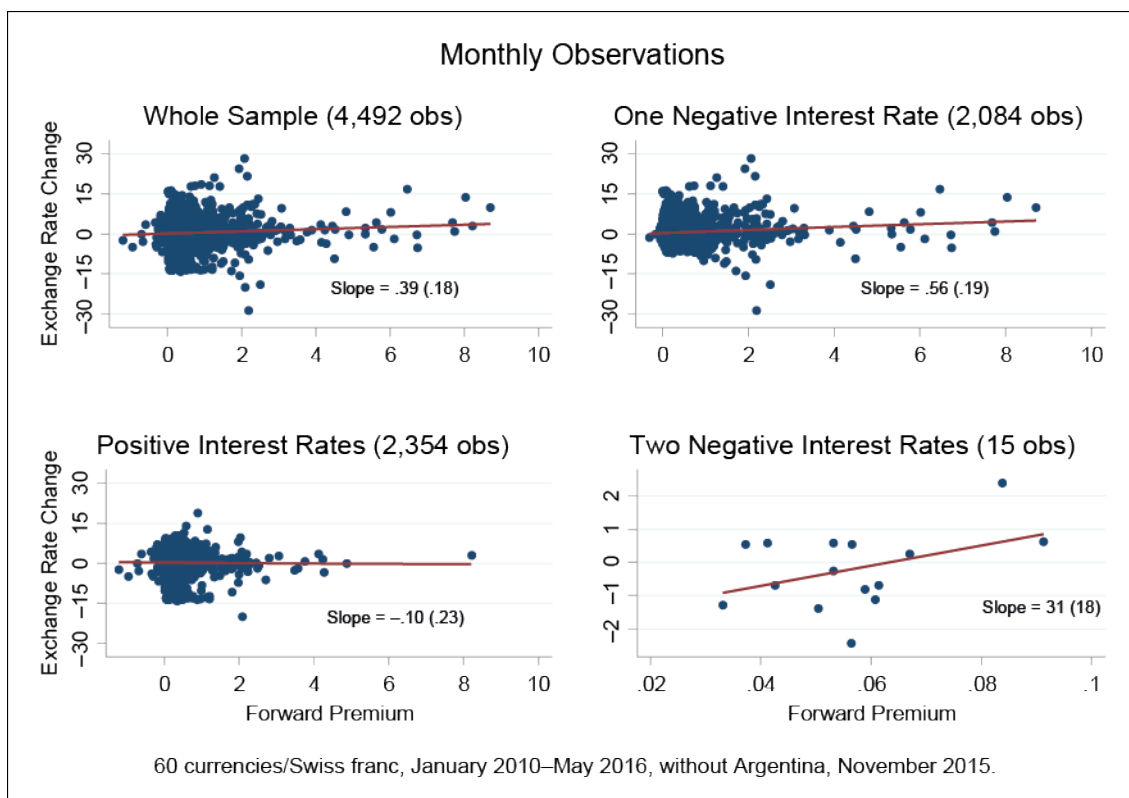 Monthly Observations
Whole Sample (4,492 obs)
Exchange Rate Change
30
15
0
−15
−30
Slope = .39 (.18)
0 2 4 6 8 10
One Negative Interest Rate (2,084 obs)
30
15
0
−15
−30
Slope = .56 (.19)
0 2 4 6 8 10
Positive Interest Rates (2,354 obs)
Exchange Rate Change
30
15
0
−15
−30
Slope = −.10 (.23)
0 2 4 6 8 10
Forward Premium
Two Negative Interest Rates (15 obs)
2
1
0
−1
−2
Slope = 31 (18)
.02 .04 .06 .08 .1
Forward Premium
60 currencies/Swiss franc, January 2010–May 2016, without Argentina, November 2015.